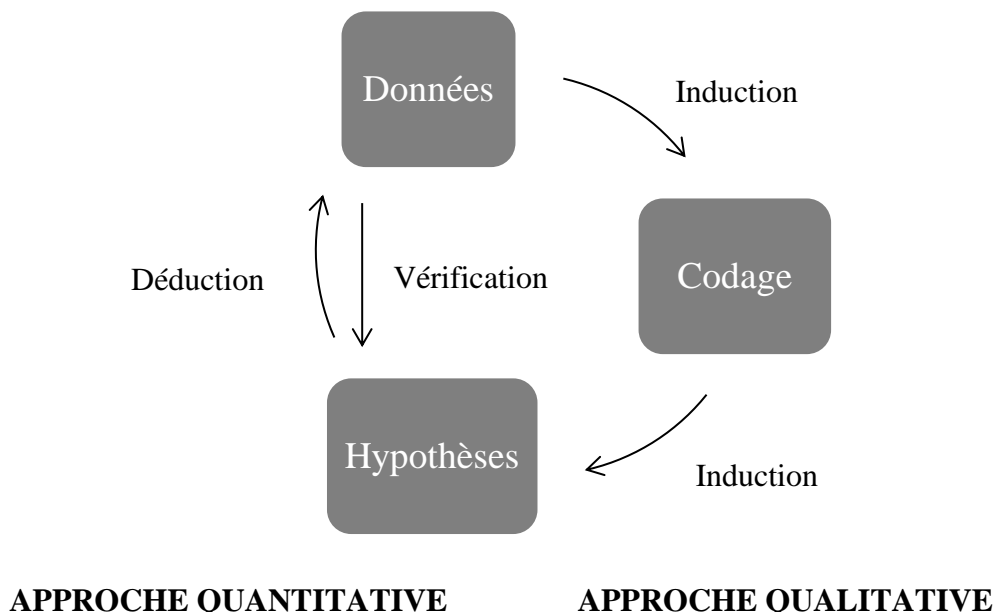 Données
Induction
Codage
Déduction
Vérification
Hypothèses
Induction
APPROCHE QUANTITATIVE
APPROCHE QUALITATIVE